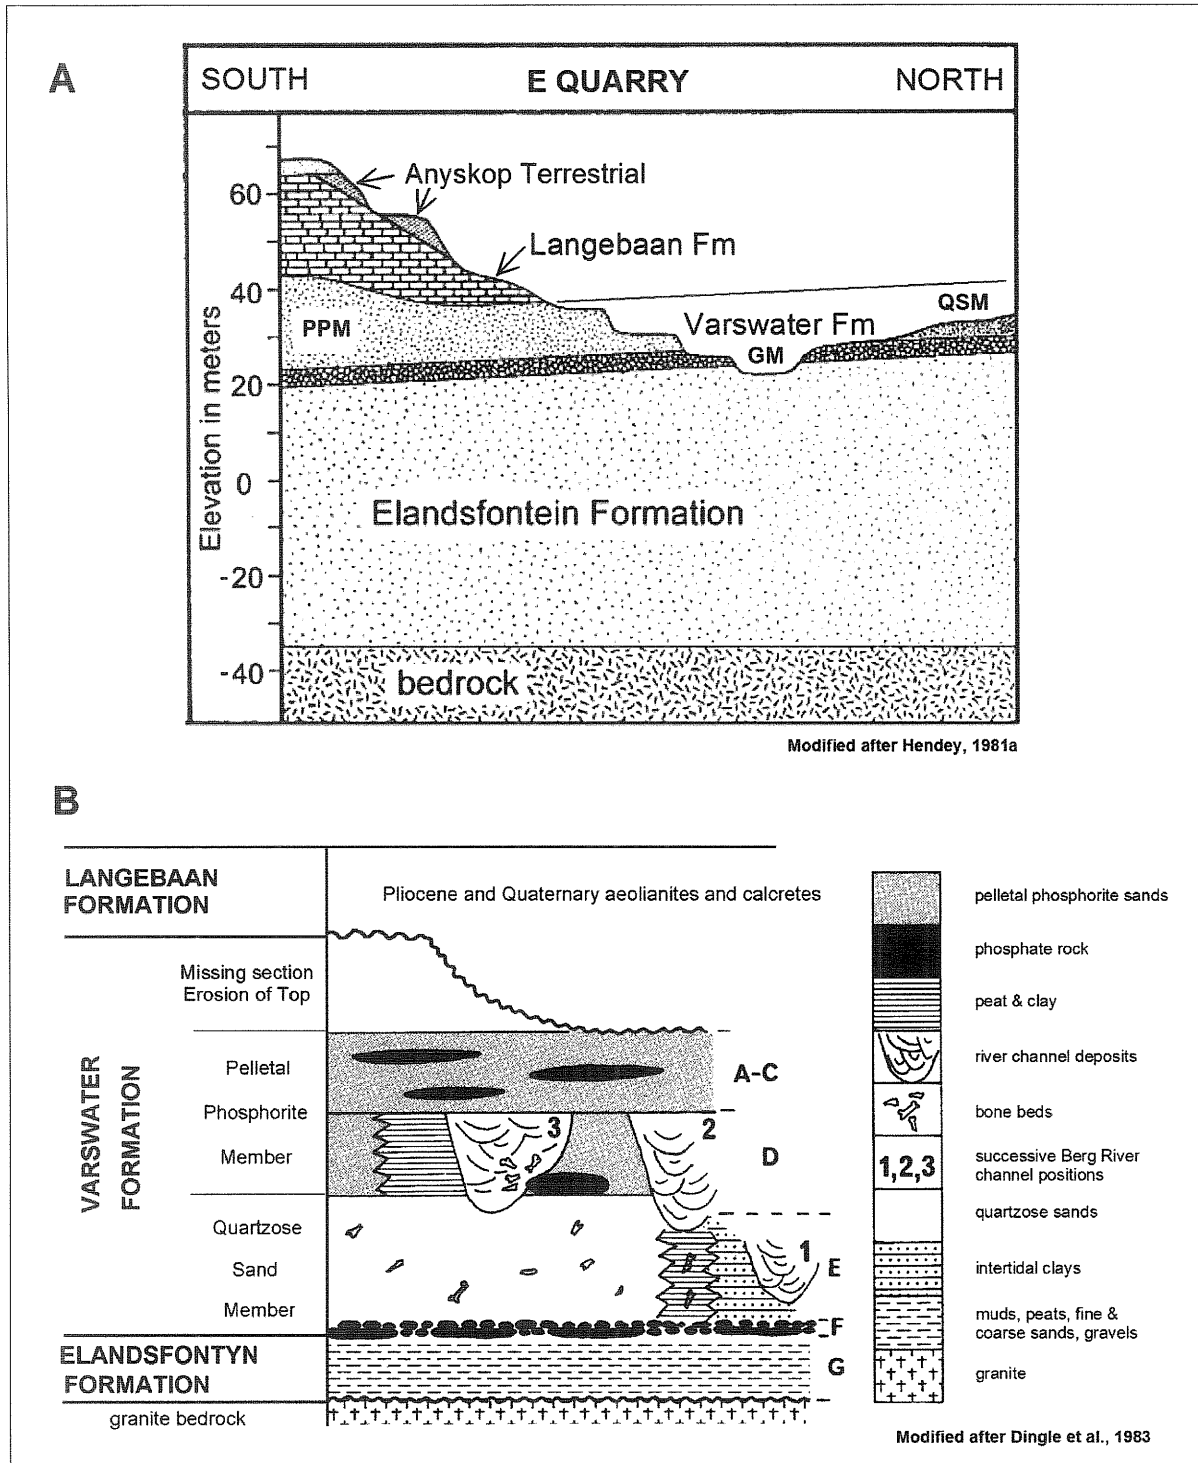 A
SOUTH E QUARRY NORTH
Anyskop Terrestrial
Langebaan Fm
QSM
PPM
Varswater Fm
GM
Elandsfontein Formation
bedrock
Elevation in meters
60
40
20
0
-20
-40
Modified after Hendey, 1981a
B
LANGEBAAN
FORMATION
Pliocene and Quaternary aeolianites and calcretes
VARSWATER
FORMATION
Missing section
Erosion of Top
Pelletal
Phosphorite
Member
Quartzose
Sand
Member
ELANDSFONTYN
FORMATION
granite bedrock
3
2
1
A-C
D
E
F
G
pelletal phosphorite sands
phosphate rock
peat & clay
river channel deposits
bone beds
1,2,3
successive Berg River
channel positions
quartzose sands
intertidal clays
muds, peats, fine &
coarse sands, gravels
granite
Modified after Dingle et al., 1983